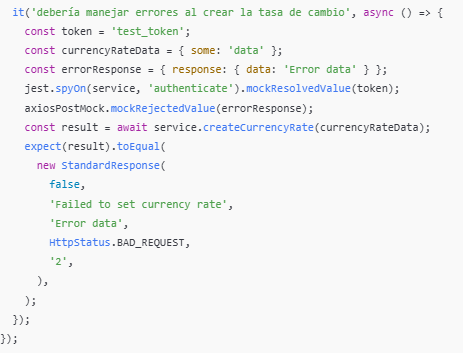 it('debería manejar errores al crear la tasa de cambio', async () => {
const token = 'test_token';
const currencyRateData = { some: 'data' };
const errorResponse = { response: { data: 'Error data' } };
jest.spyOn(service, 'authenticate').mockResolvedValue(token);
axiosPostMock.mockRejectedValue(errorResponse);
const result = await service.createCurrencyRate(currencyRateData);
expect(result).toEqual(
new StandardResponse(
false,
'Failed to set currency rate',
'Error data',
HttpStatus.BAD_REQUEST,
'2',
),
);
});
});